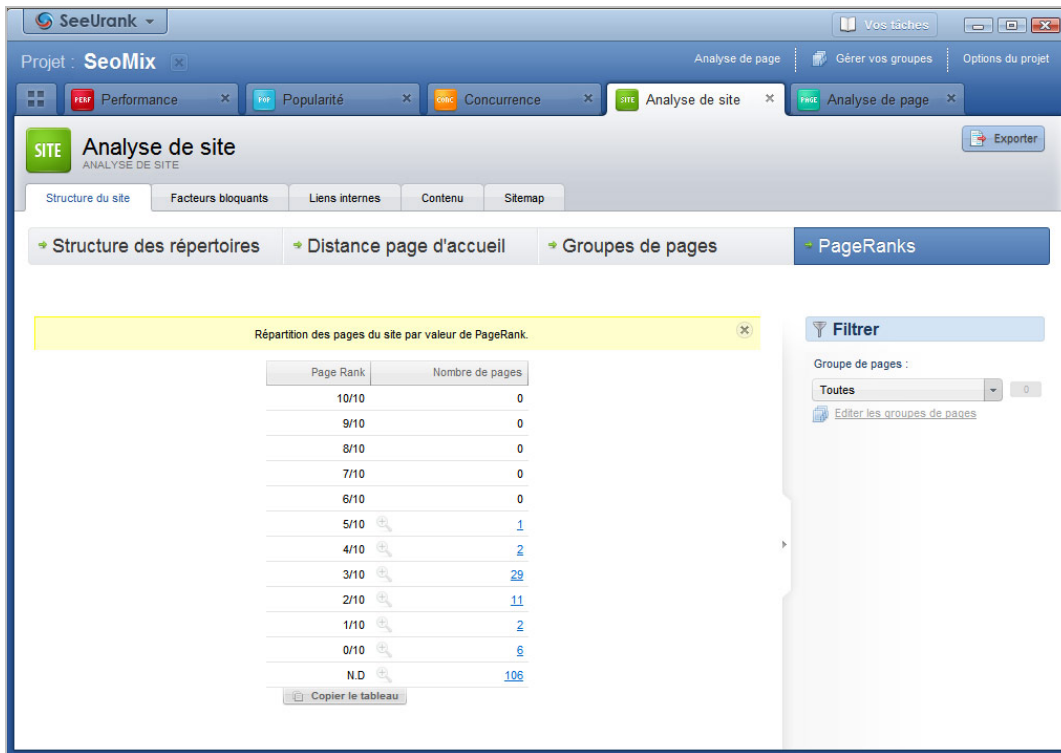 SeeUrank
Vos tâches
Projet : SeoMix
Analyse de page
Gérer vos groupes
Options du projet
PERF Performance
POP Popularité
CONC Concurrence
SITE Analyse de site
PAGE Analyse de page
SITE
Analyse de site
ANALYSE DE SITE
Exporter
Structure du site
Facteurs bloquants
Liens internes
Contenu
Sitemap
Structure des répertoires
Distance page d'accueil
Groupes de pages
PageRanks
Répartition des pages du site par valeur de PageRank.
Page Rank Nombre de pages
10/10 0
9/10 0
8/10 0
7/10 0
6/10 0
5/10 1
4/10 2
3/10 29
2/10 11
1/10 2
0/10 6
N.D 106
Copier le tableau
Filtrer
Groupe de pages :
Toutes 0
Editer les groupes de pages